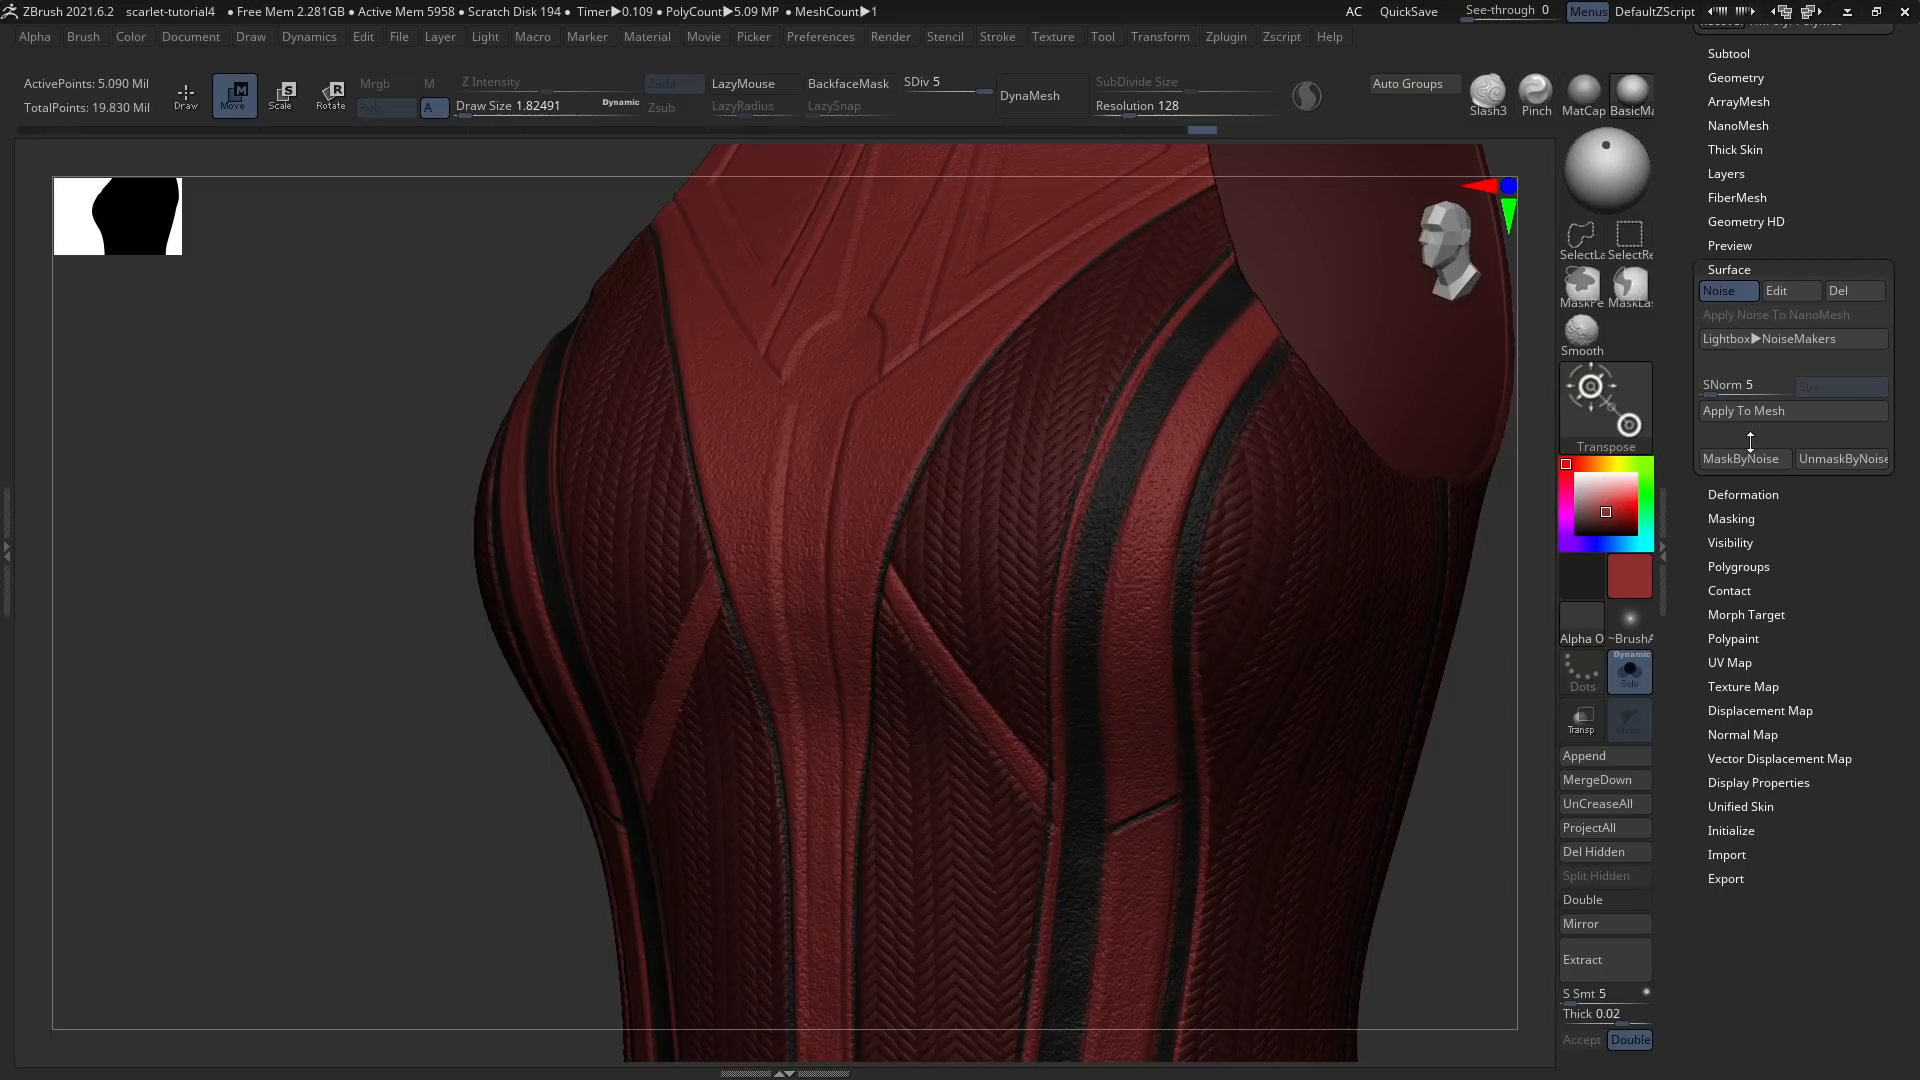 ZBrush 2021.6.2 scarlet-tutorial4 • Free Mem 2.281GB • Active Mem 5958 • Scratch Disk 194 • Timer▶0.109 • PolyCount▶5.09 MP • MeshCount▶1 AC QuickSave See-through 0 Menus DefaultZScript
Alpha Brush Color Document Draw Dynamics Edit File Layer Light Macro Marker Material Movie Picker Preferences Render Stencil Stroke Texture Tool Transform Zplugin Zscript Help
ActivePoints: 5.090 Mil
TotalPoints: 19.830 Mil
Draw
Move
Scale
Rotate
Mrgb M
Rgb A
Z Intensity
Draw Size 1.82491 Dynamic
Zadd
Zsub
LazyMouse
LazyRadius
BackfaceMask
LazySnap
SDiv 5
DynaMesh
SubDivide Size
Resolution 128
Auto Groups
Slash3
Pinch
MatCap
BasicMa
SelectLa
SelectRe
MaskPe
MaskLas
Smooth
Transpose
Alpha O
~BrushA
Dots
Dynamic
Solo
Transp
Append
MergeDown
UnCreaseAll
ProjectAll
Del Hidden
Split Hidden
Double
Mirror
Extract
S Smt 5
Thick 0.02
Accept Double
Subtool
Geometry
ArrayMesh
NanoMesh
Thick Skin
Layers
FiberMesh
Geometry HD
Preview
Surface
Noise Edit Del
Apply Noise To NanoMesh
Lightbox▶NoiseMakers
SNorm 5
Apply To Mesh
MaskByNoise UnmaskByNoise
Deformation
Masking
Visibility
Polygroups
Contact
Morph Target
Polypaint
UV Map
Texture Map
Displacement Map
Normal Map
Vector Displacement Map
Display Properties
Unified Skin
Initialize
Import
Export